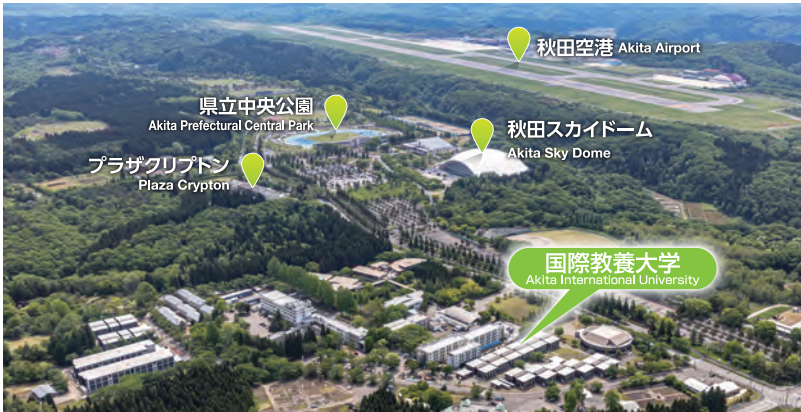 秋田空港 Akita Airport
県立中央公園
Akita Prefectural Central Park
秋田スカイドーム
Akita Sky Dome
プラザクリプトン
Plaza Crypton
国際教養大学
Akita International University